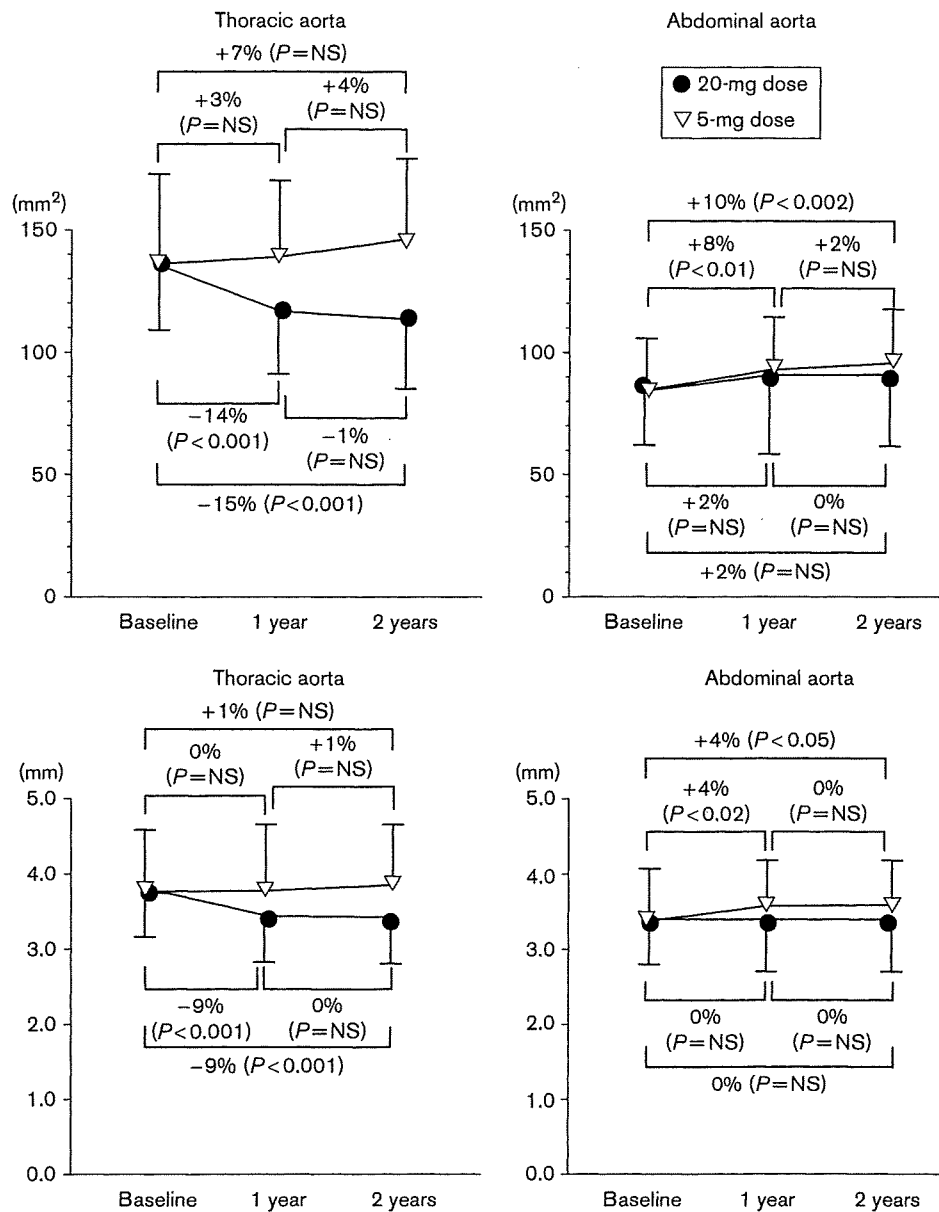 Thoracic aorta
+7% (P=NS)
+3%
(P=NS)
+4%
(P=NS)
(mm²)
150
100
50
0
−14%
(P<0.001)
−1%
(P=NS)
−15% (P<0.001)
Baseline
1 year
2 years
Abdominal aorta
20-mg dose
5-mg dose
+10% (P<0.002)
(mm²)
+8%
(P<0.01)
+2%
(P=NS)
150
100
50
0
+2%
(P=NS)
0%
(P=NS)
+2% (P=NS)
Baseline
1 year
2 years
Thoracic aorta
+1% (P=NS)
0%
(P=NS)
+1%
(P=NS)
(mm)
5.0
4.0
3.0
2.0
1.0
0.0
−9%
(P<0.001)
0%
(P=NS)
−9% (P<0.001)
Baseline
1 year
2 years
Abdominal aorta
+4% (P<0.05)
(mm)
+4%
(P<0.02)
0%
(P=NS)
5.0
4.0
3.0
2.0
1.0
0.0
0%
(P=NS)
0%
(P=NS)
0% (P=NS)
Baseline
1 year
2 years